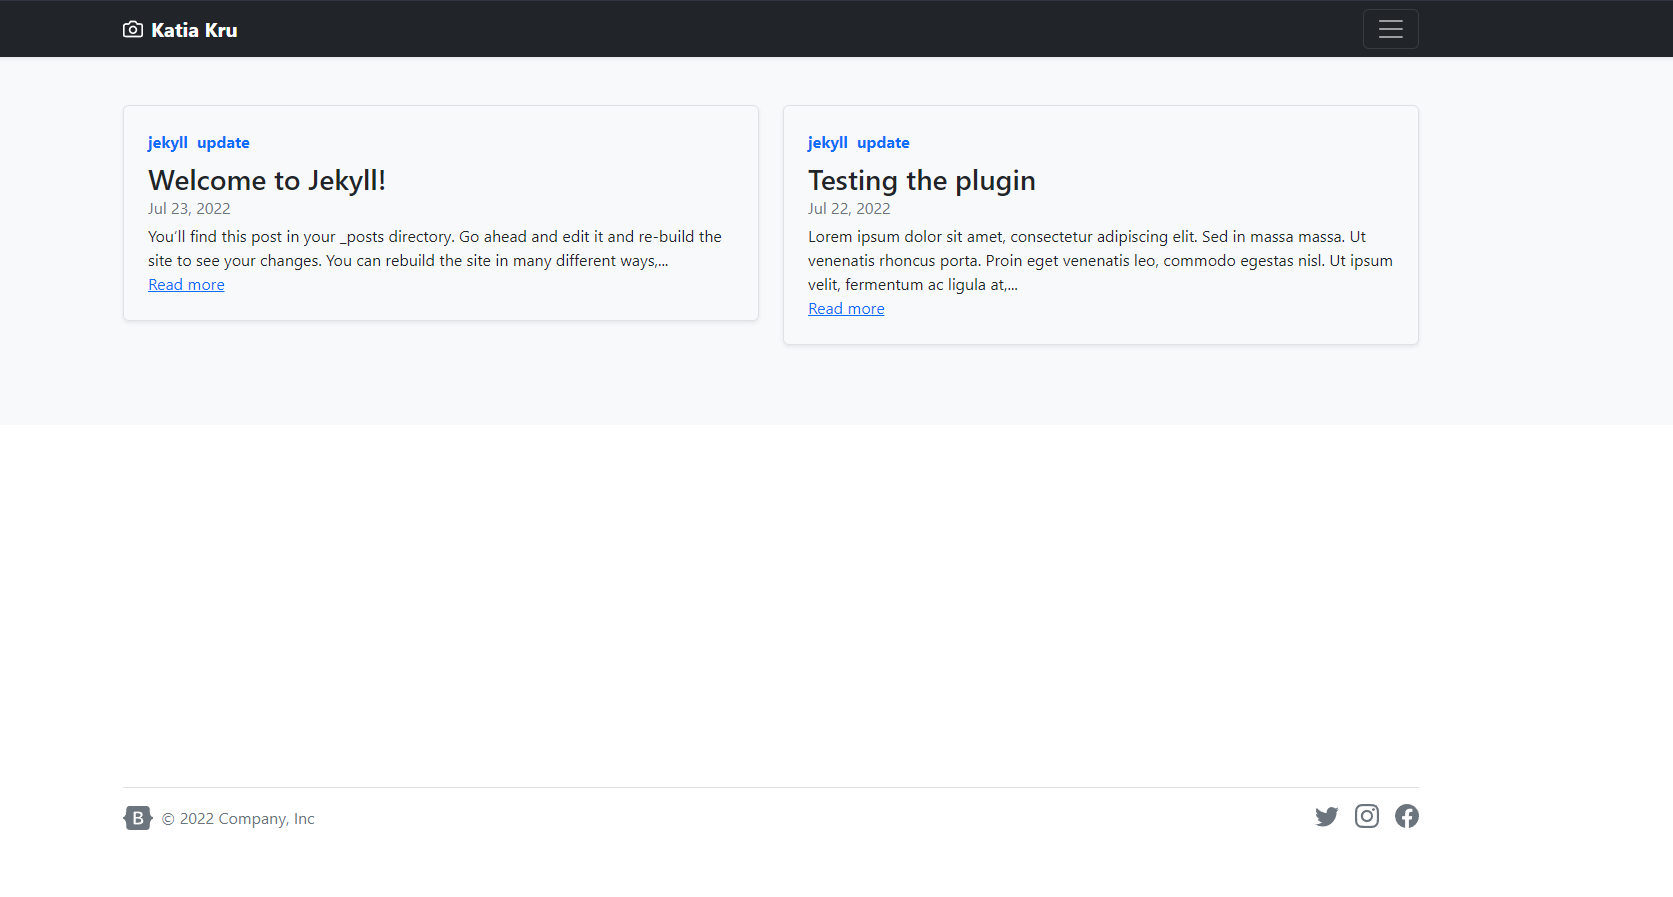 Katia Kru
jekyll update
Welcome to Jekyll!
Jul 23, 2022
You’ll find this post in your _posts directory. Go ahead and edit it and re-build the
site to see your changes. You can rebuild the site in many different ways,...
Read more
jekyll update
Testing the plugin
Jul 22, 2022
Lorem ipsum dolor sit amet, consectetur adipiscing elit. Sed in massa massa. Ut
venenatis rhoncus porta. Proin eget venenatis leo, commodo egestas nisl. Ut ipsum
velit, fermentum ac ligula at,...
Read more
B © 2022 Company, Inc